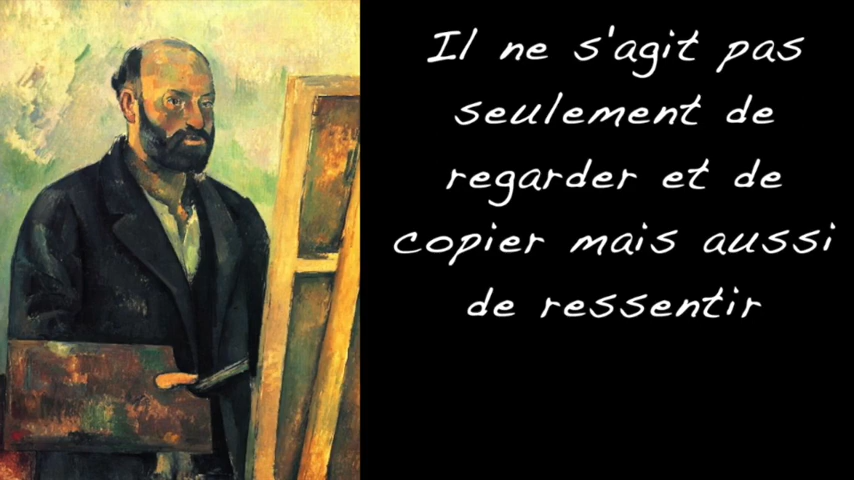 Il ne s'agit pas
seulement de
regarder et de
copier mais aussi
de ressentir